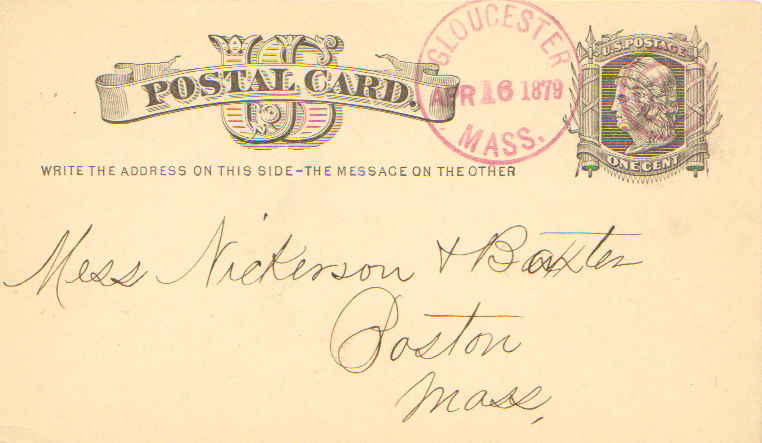 US
POSTAL CARD.
GLOUCESTER
APR 16 1879
MASS.
U.S. POSTAGE
ONE CENT
WRITE THE ADDRESS ON THIS SIDE-THE MESSAGE ON THE OTHER
Mess Nickerson & Baxter
Boston
Mass,